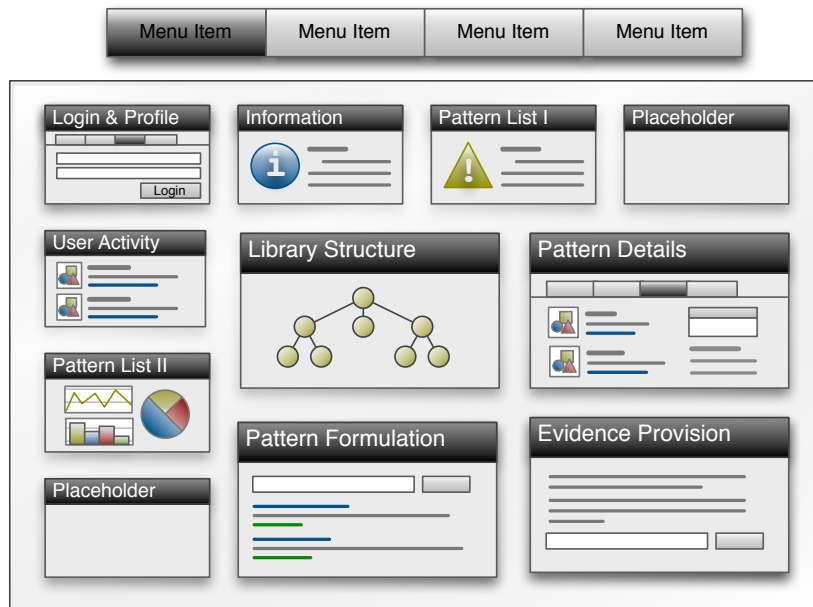 Menu Item
Menu Item
Menu Item
Menu Item
Login & Profile
Login
Information
i
Pattern List I
!
Placeholder
User Activity
Library Structure
Pattern Details
Pattern List II
Pattern Formulation
Evidence Provision
Placeholder